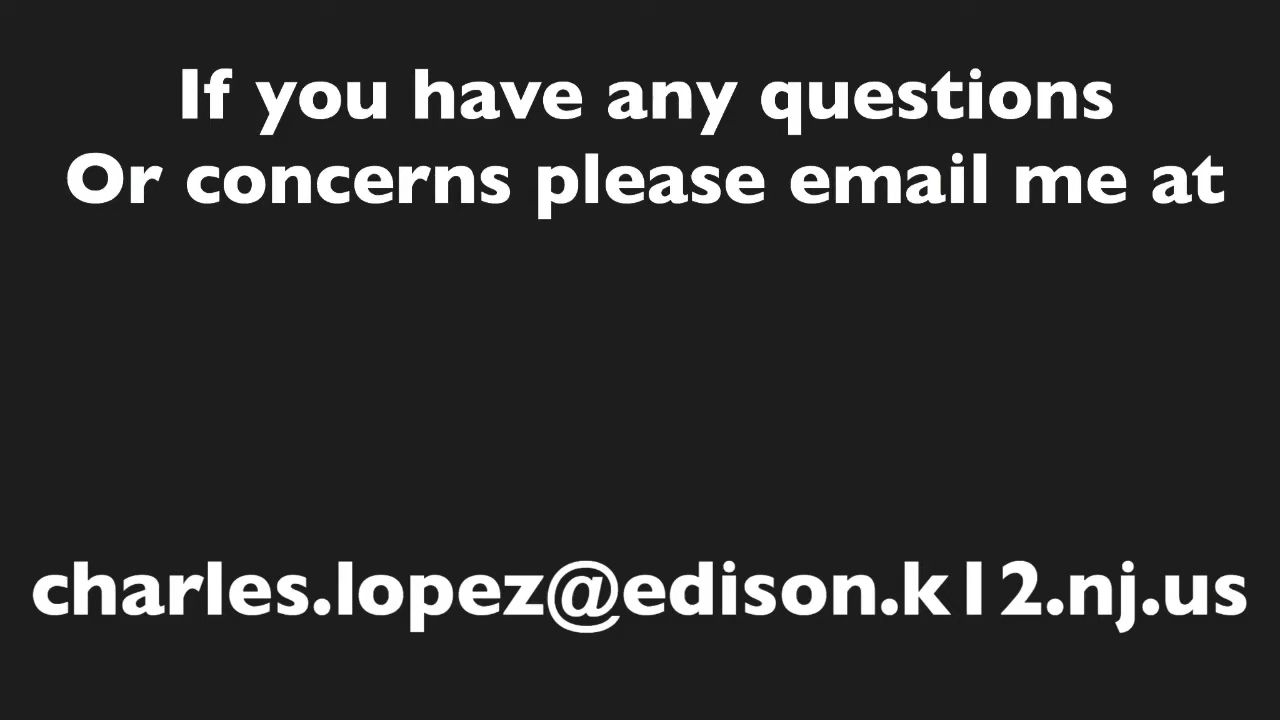 If you have any questions
Or concerns please email me at
charles.lopez@edison.k12.nj.us